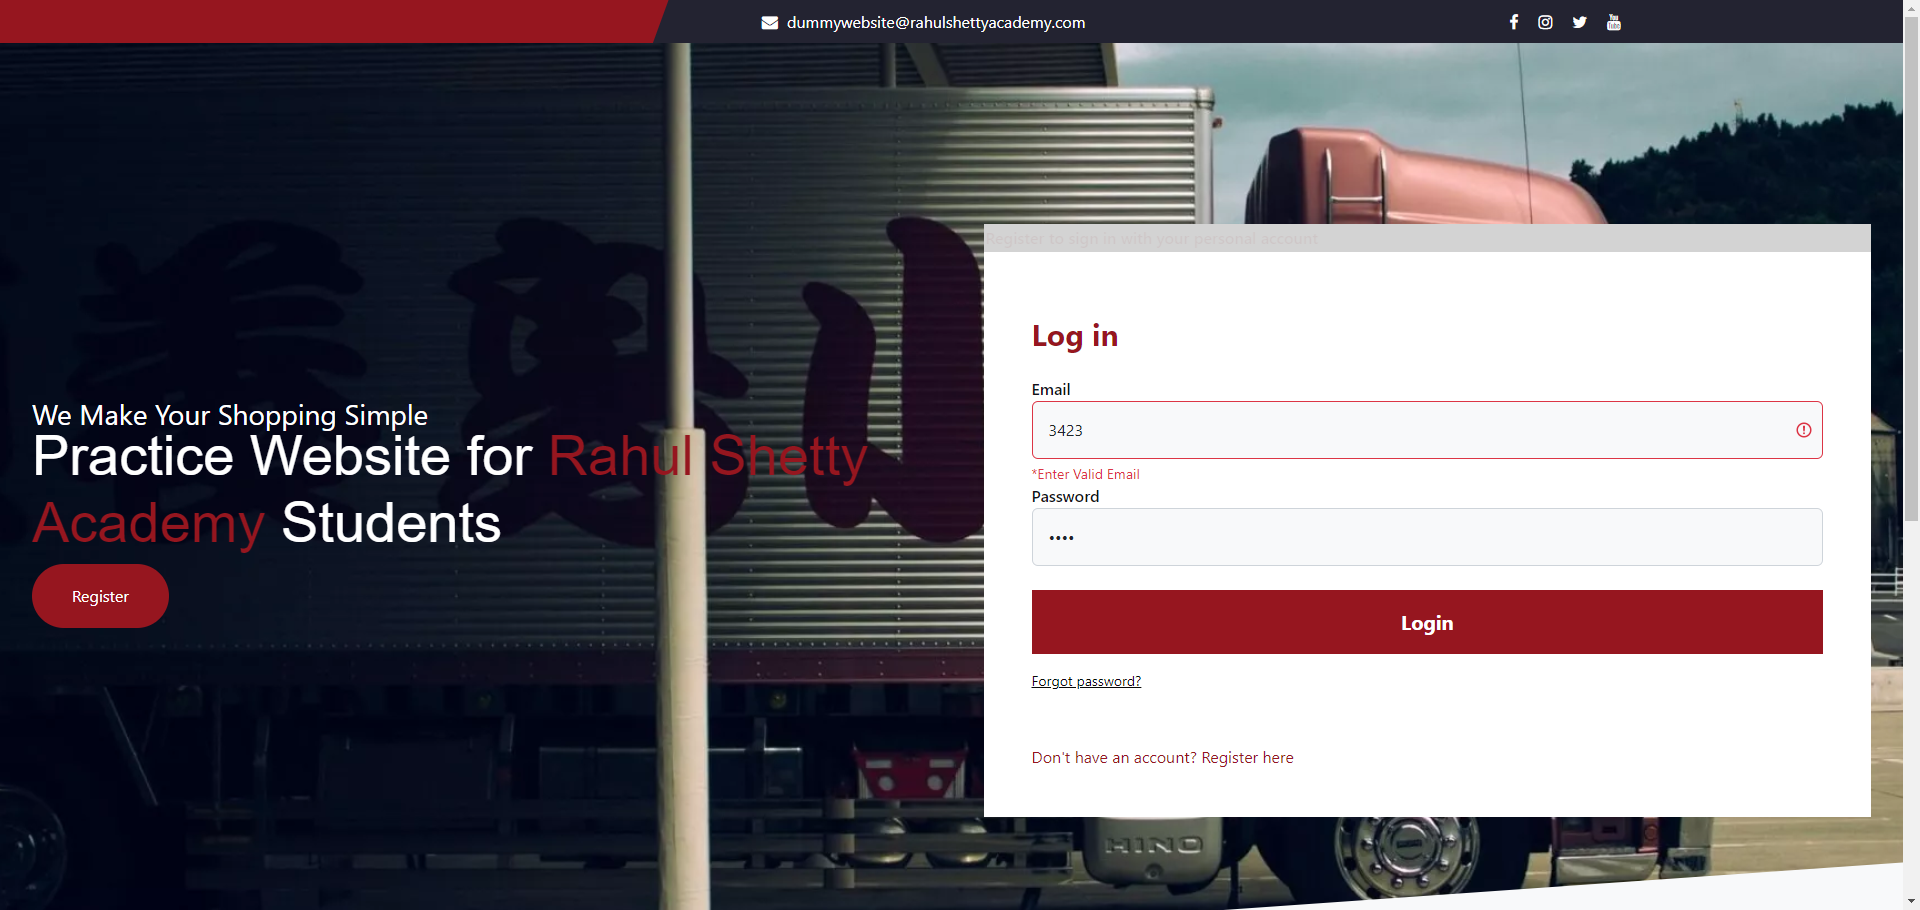 dummywebsite@rahulshettyacademy.com
Register to sign in with your personal account
We Make Your Shopping Simple
Practice Website for Rahul Shetty
Academy Students
Register
Log in
Email
3423
*Enter Valid Email
Password
••••
Login
Forgot password?
Don't have an account? Register here
HINO